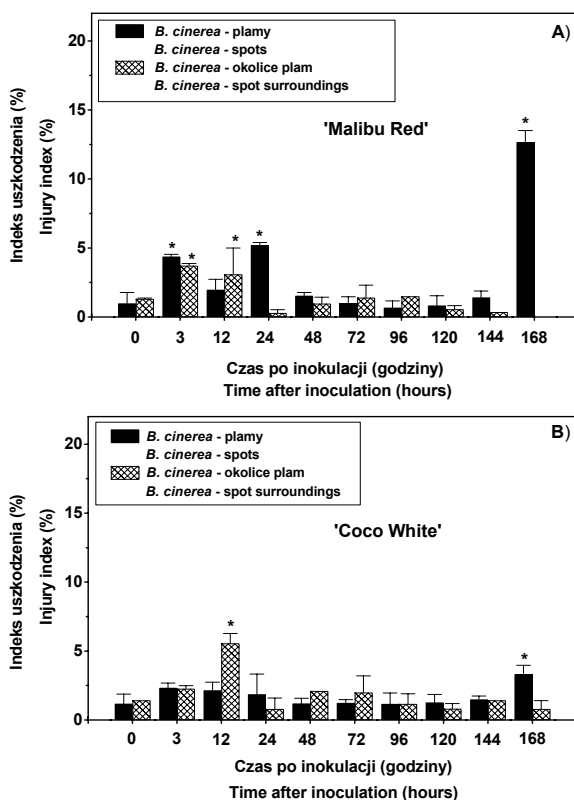 A)
B. cinerea - plamy
B. cinerea - spots
B. cinerea - okolice plam
B. cinerea - spot surroundings
'Malibu Red'
Indeks uszkodzenia (%)
Injury index (%)
20
15
10
5
0
* * * * *
0 3 12 24 48 72 96 120 144 168
Czas po inokulacji (godziny)
Time after inoculation (hours)
B)
B. cinerea - plamy
B. cinerea - spots
B. cinerea - okolice plam
B. cinerea - spot surroundings
'Coco White'
Indeks uszkodzenia (%)
Injury index (%)
20
15
10
5
0
* *
0 3 12 24 48 72 96 120 144 168
Czas po inokulacji (godziny)
Time after inoculation (hours)